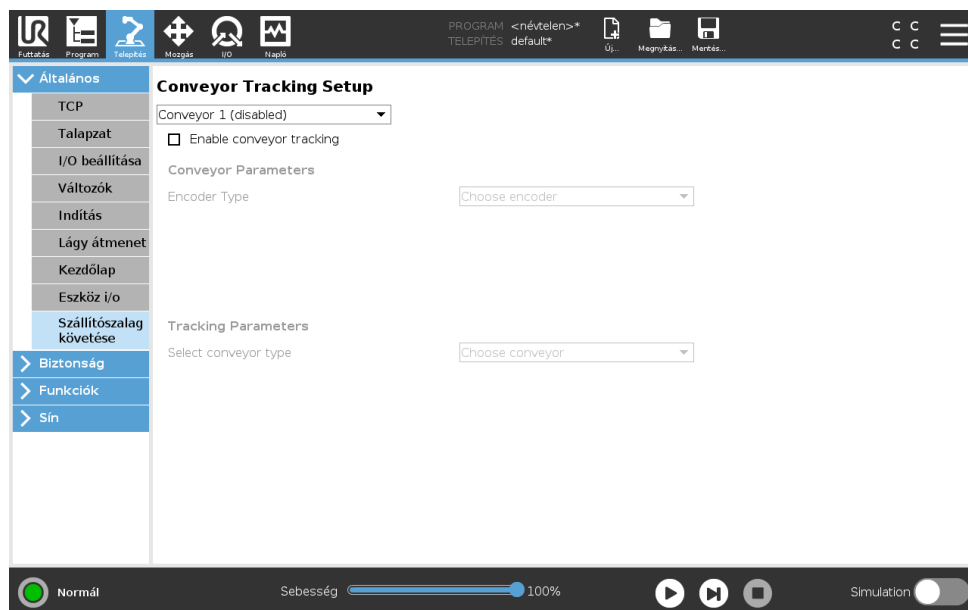 PROGRAM <névtelen>*
TELEPÍTÉS default*
Futtatás
Program
Telepítés
Mozgás
I/O
Napló
Új...
Megnyitás...
Mentés...
C C
C C
Általános
TCP
Talapzat
I/O beállítása
Változók
Indítás
Lágy átmenet
Kezdőlap
Eszköz i/o
Szállítószalag
követése
Biztonság
Funkciók
Sín
Conveyor Tracking Setup
Conveyor 1 (disabled)
Enable conveyor tracking
Conveyor Parameters
Encoder Type
Choose encoder
Tracking Parameters
Select conveyor type
Choose conveyor
Normál
Sebesség
100%
Simulation